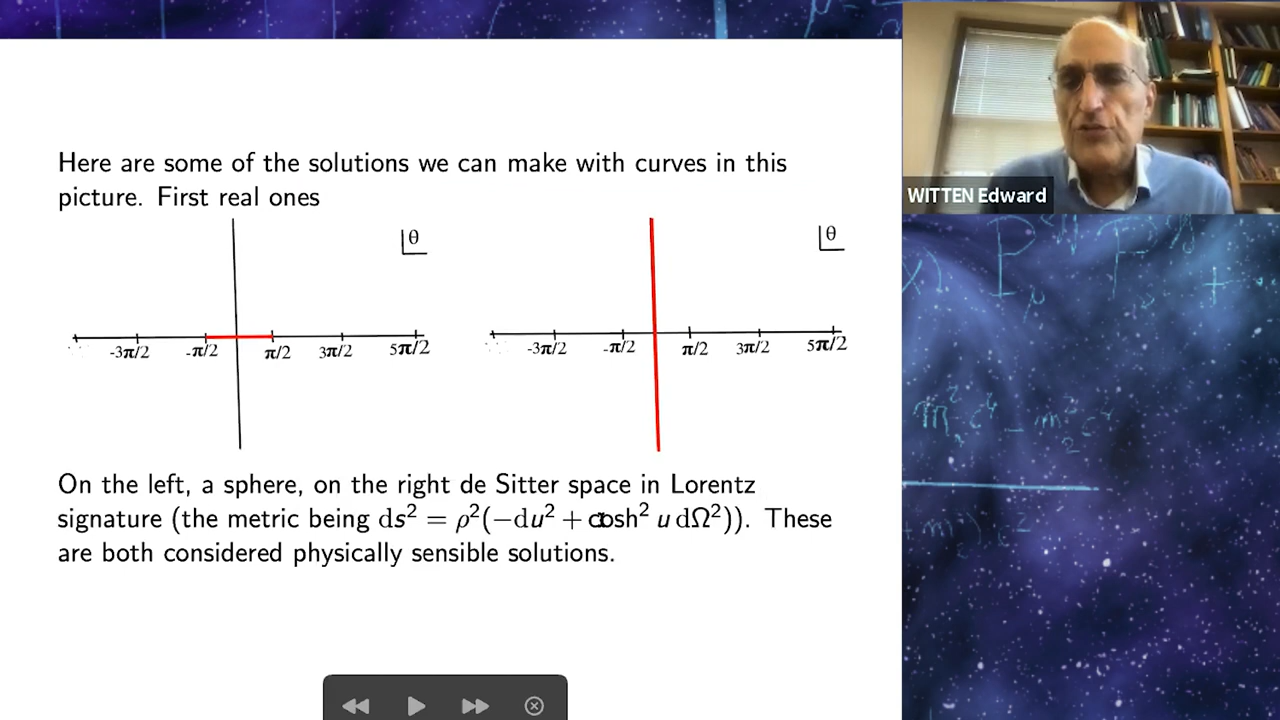 Here are some of the solutions we can make with curves in this
picture. First real ones
θ
-3π/2 -π/2 π/2 3π/2 5π/2
θ
-3π/2 -π/2 π/2 3π/2 5π/2
On the left, a sphere, on the right de Sitter space in Lorentz
signature (the metric being ds² = ρ²(−du² + cosh² u dΩ²)). These
are both considered physically sensible solutions.
WITTEN Edward